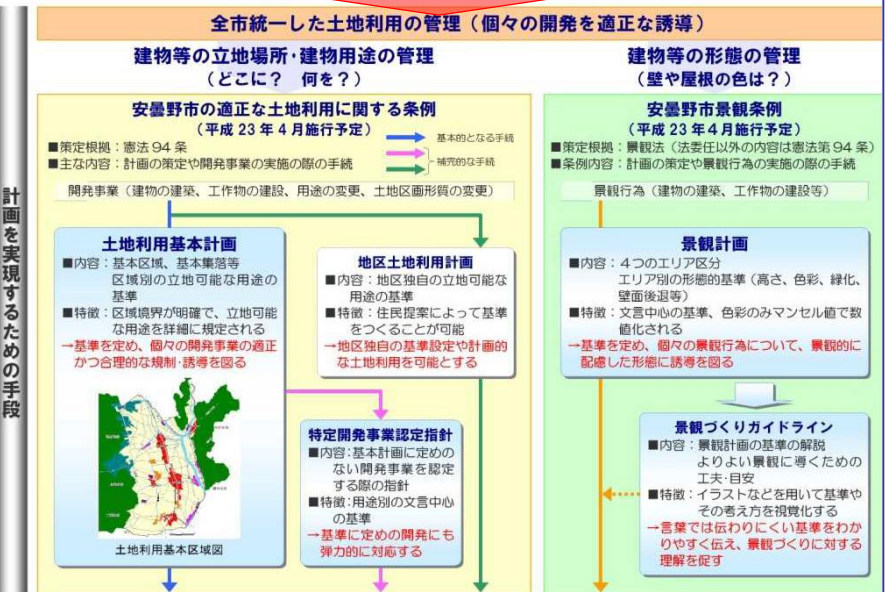 全市統一した土地利用の管理（個々の開発を適正な誘導）
建物等の立地場所・建物用途の管理
（どこに？　何を？）
安曇野市の適正な土地利用に関する条例
（平成 23 年 4 月施行予定）
■策定根拠：憲法 94 条
■主な内容：計画の策定や開発事業の実施の際の手続
基本的となる手続
補完的な手続
開発事業（建物の建築、工作物の建設、用途の変更、土地区画形質の変更）
土地利用基本計画
■内容：基本区域、基本集落等
区域別の立地可能な用途の
基準
■特徴：区域境界が明確で、立地可能
な用途を詳細に規定される
→基準を定め、個々の開発事業の適正
かつ合理的な規制・誘導を図る
土地利用基本区域図
地区土地利用計画
■内容：地区独自の立地可能な
用途の基準
■特徴：住民提案によって基準
をつくることが可能
→地区独自の基準設定や計画的
な土地利用を可能とする
特定開発事業認定指針
■内容：基本計画に定めの
ない開発事業を認定
する際の指針
■特徴：用途別の文言中心
の基準
→基準に定めの開発にも
弾力的に対応する
建物等の形態の管理
（壁や屋根の色は？）
安曇野市景観条例
（平成 23 年 4 月施行予定）
■策定根拠：景観法（法委任以外の内容は憲法第 94 条）
■条例内容：計画の策定や景観行為の実施の際の手続
景観行為（建物の建築、工作物の建設等）
景観計画
■内容：４つのエリア区分
エリア別の形態的基準（高さ、色彩、緑化、
壁面後退等）
■特徴：文言中心の基準、色彩のみマンセル値で数
値化される
→基準を定め、個々の景観行為について、景観的に
配慮した形態に誘導を図る
景観づくりガイドライン
■内容：景観計画の基準の解説
よりよい景観に導くための
工夫・目安
■特徴：イラストなどを用いて基準や
その考え方を視覚化する
→言葉では伝わりにくい基準をわか
りやすく伝え、景観づくりに対する
理解を促す
計画を実現するための手段